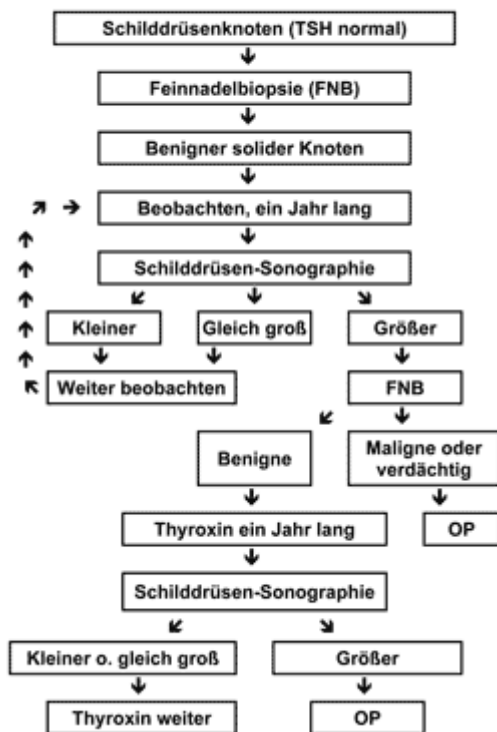 Schilddrüsenknoten (TSH normal)
Feinnadelbiopsie (FNB)
Benigner solider Knoten
Beobachten, ein Jahr lang
Schilddrüsen-Sonographie
Kleiner
Gleich groß
Größer
Weiter beobachten
FNB
Benigne
Maligne oder
verdächtig
Thyroxin ein Jahr lang
OP
Schilddrüsen-Sonographie
Kleiner o. gleich groß
Größer
Thyroxin weiter
OP